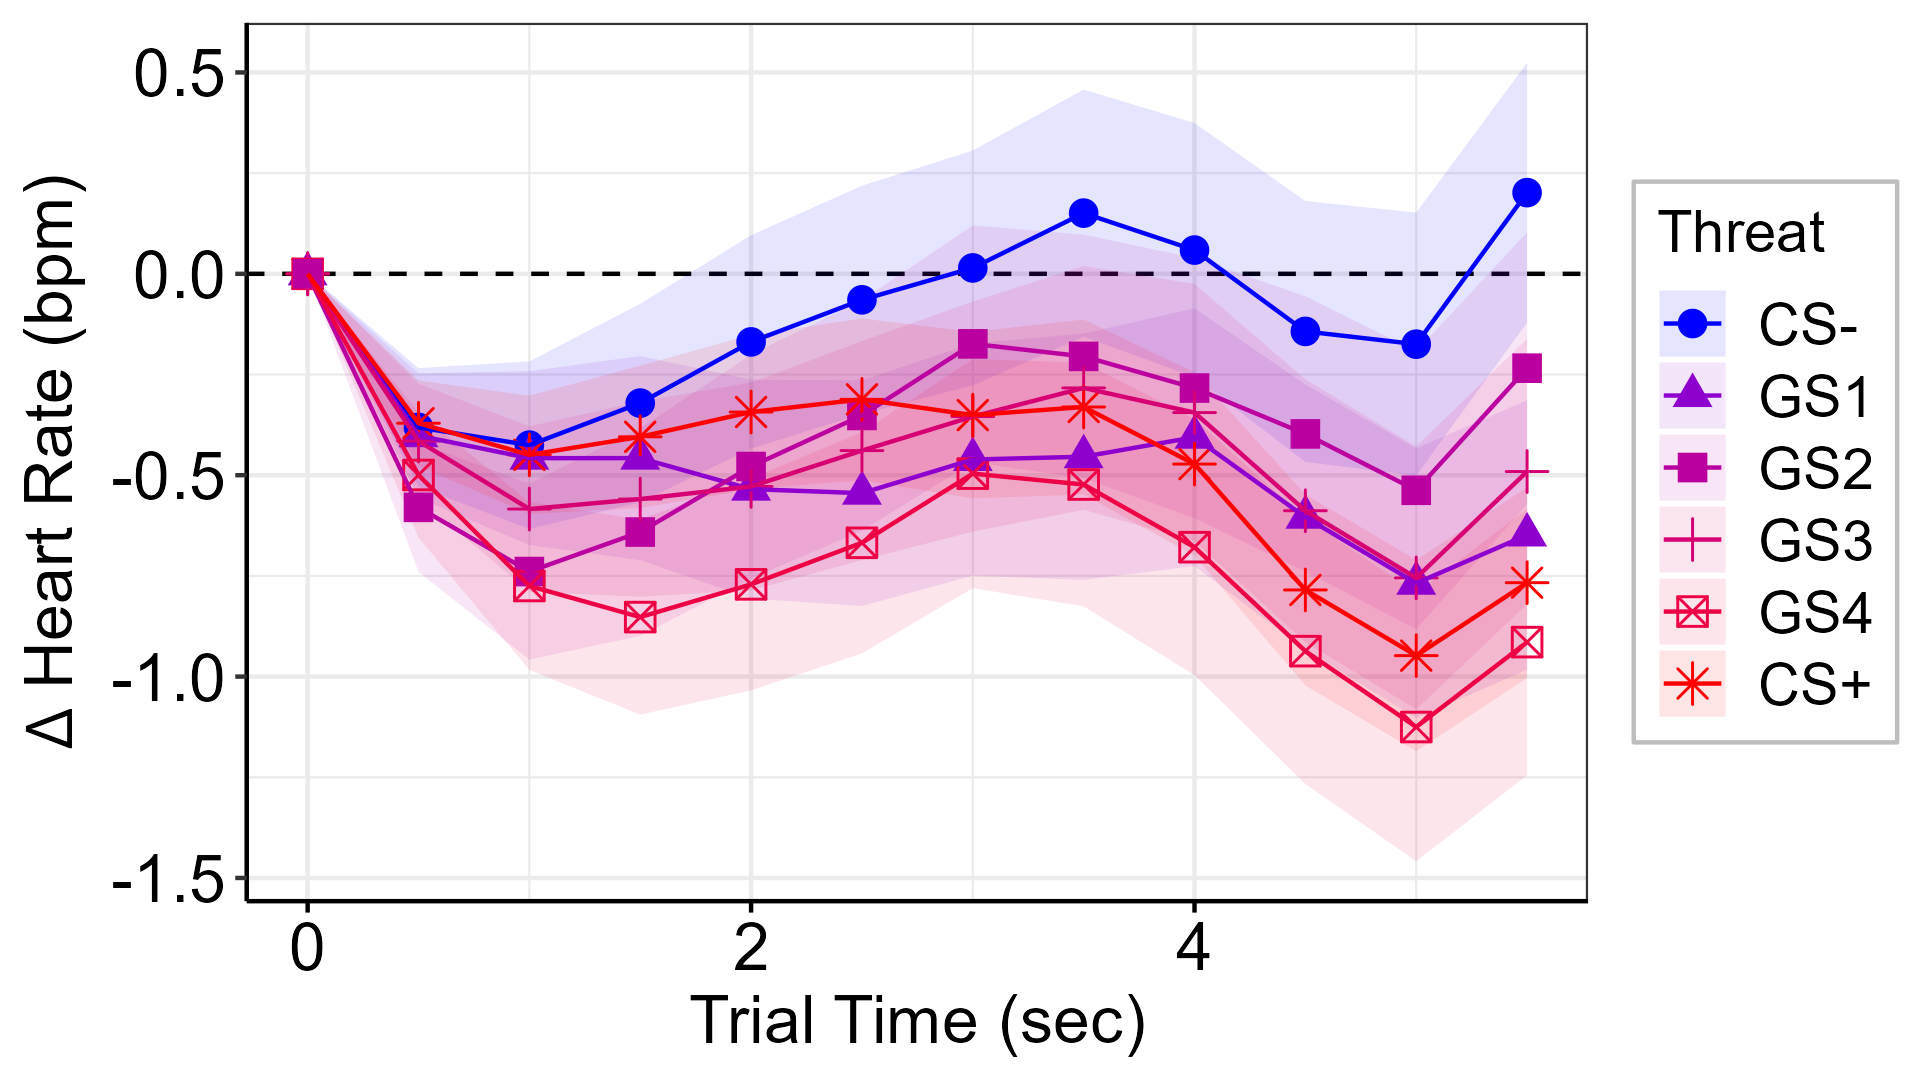 Δ Heart Rate (bpm)
0.5
0.0
-0.5
-1.0
-1.5
0
2
4
Trial Time (sec)
Threat
CS-
GS1
GS2
GS3
GS4
CS+